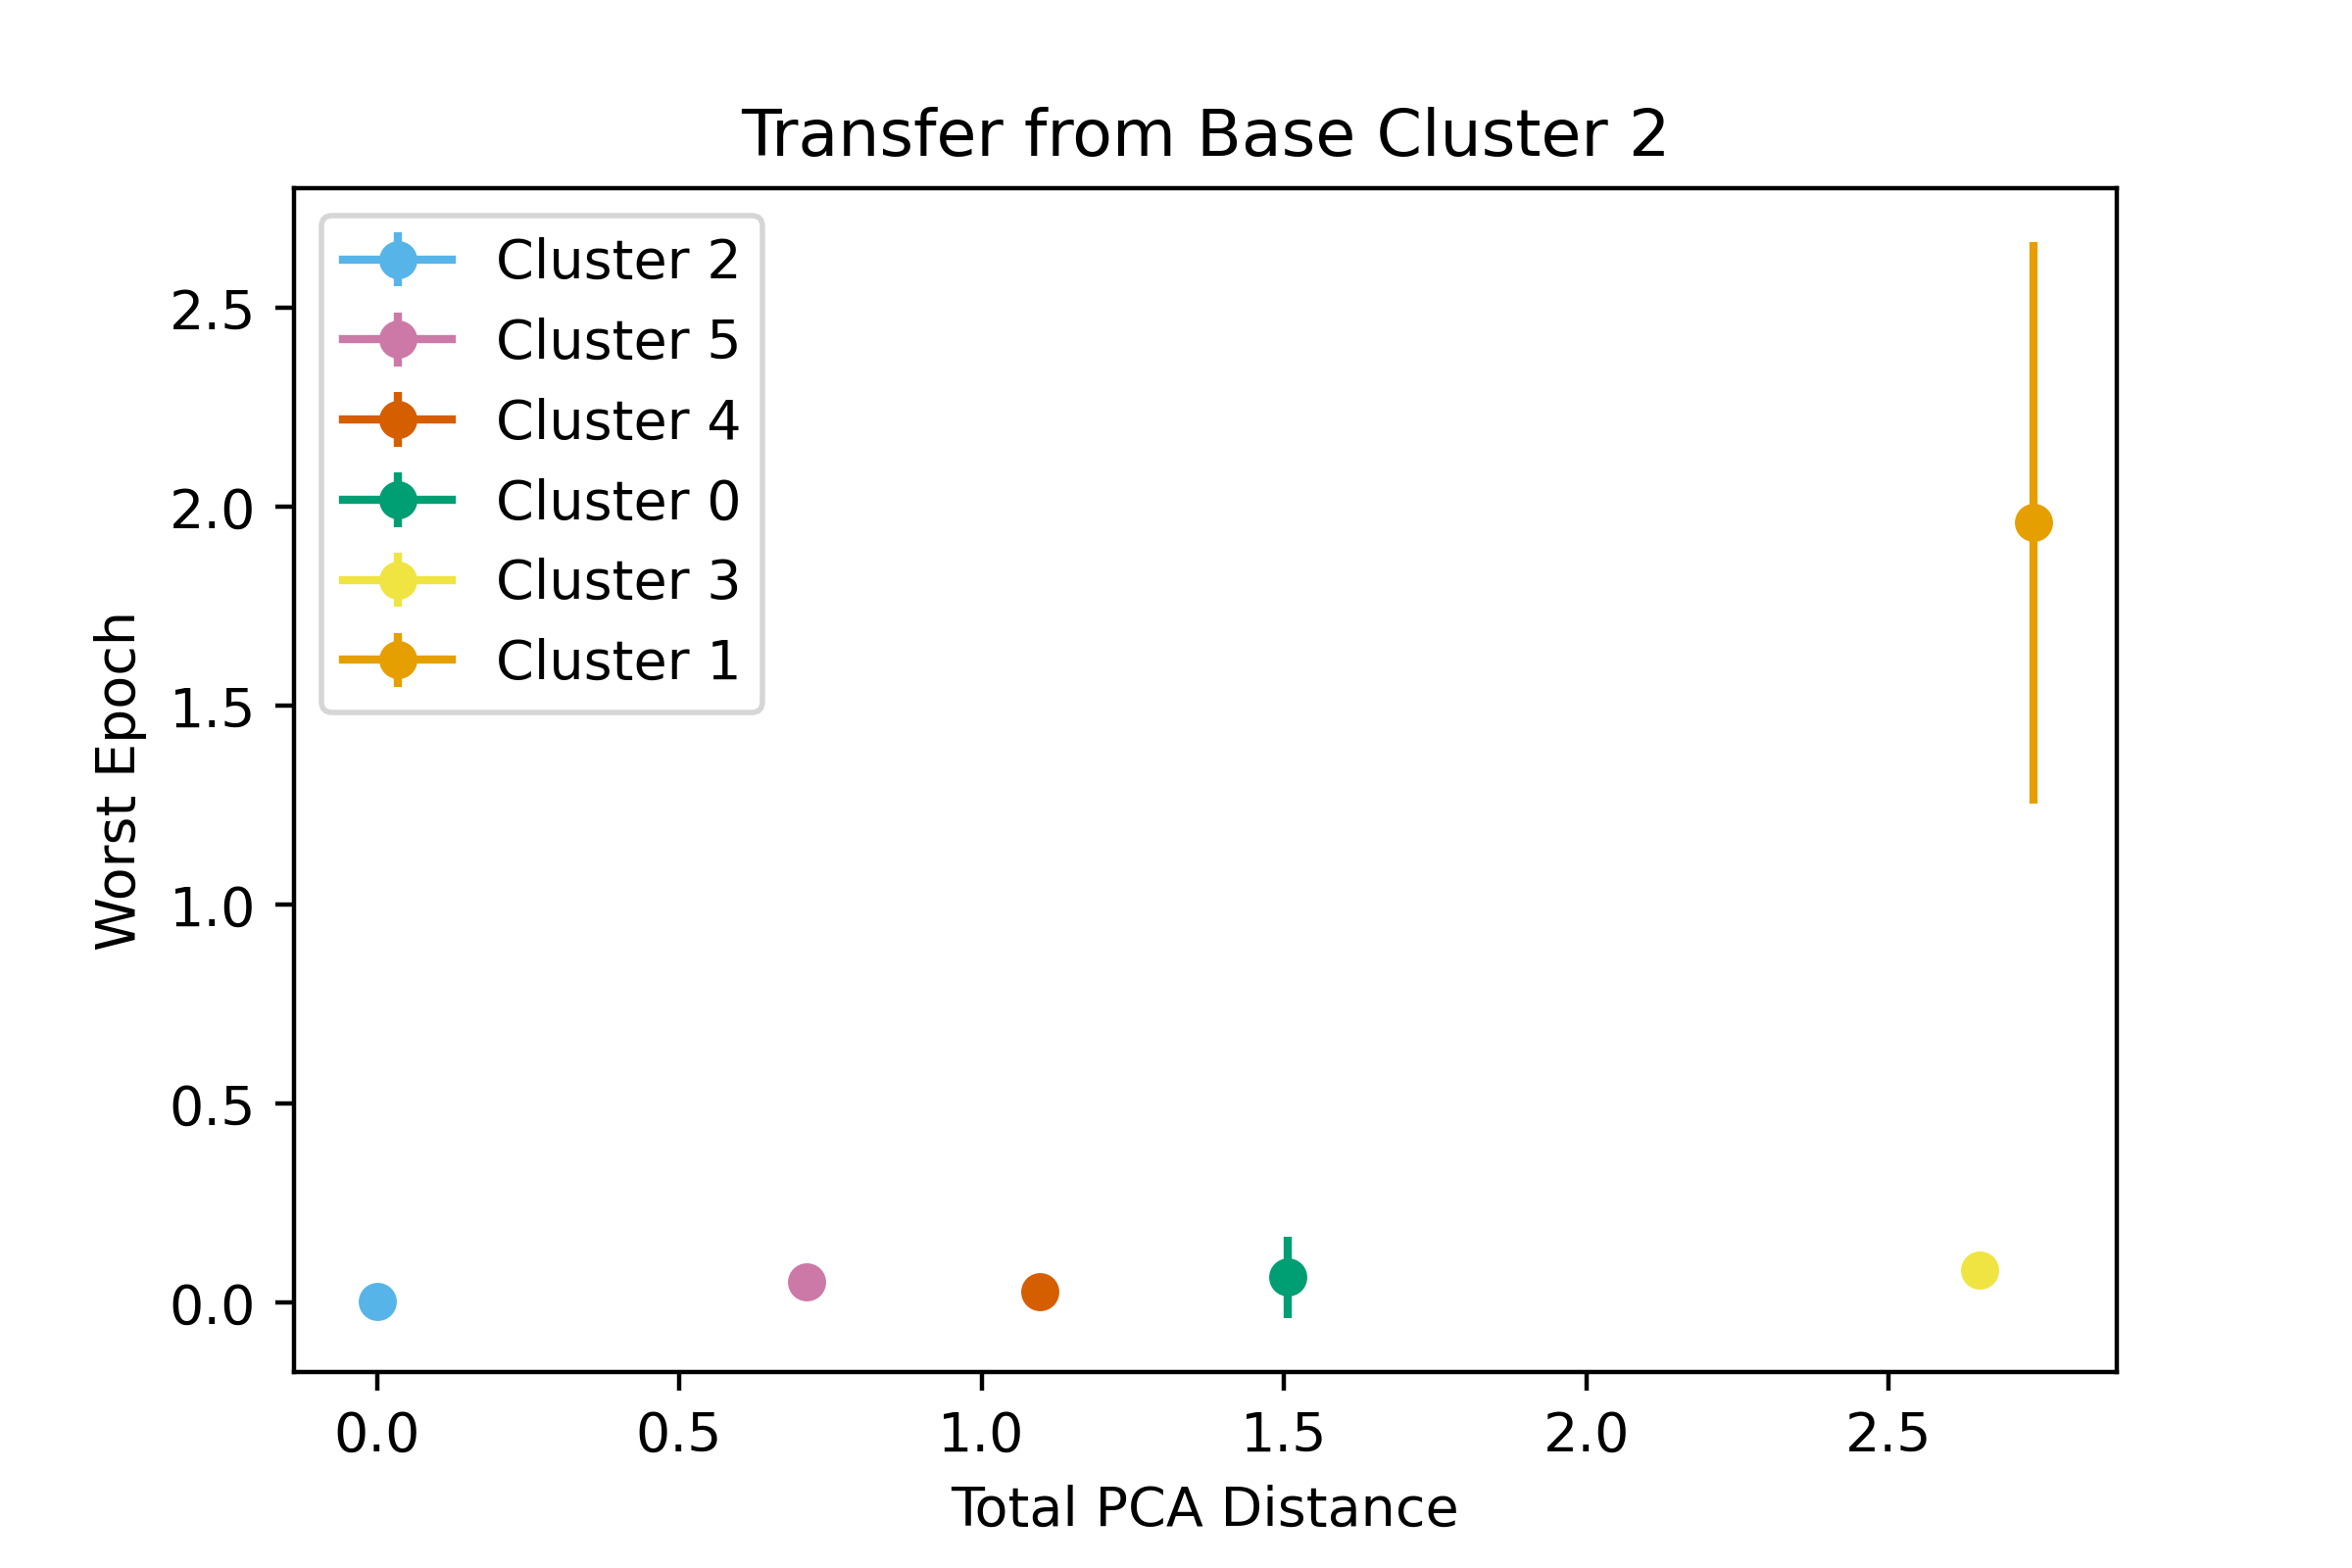 Transfer from Base Cluster 2
Cluster 2
Cluster 5
Cluster 4
Cluster 0
Cluster 3
Cluster 1
Worst Epoch
2.5
2.0
1.5
1.0
0.5
0.0
0.0 0.5 1.0 1.5 2.0 2.5
Total PCA Distance